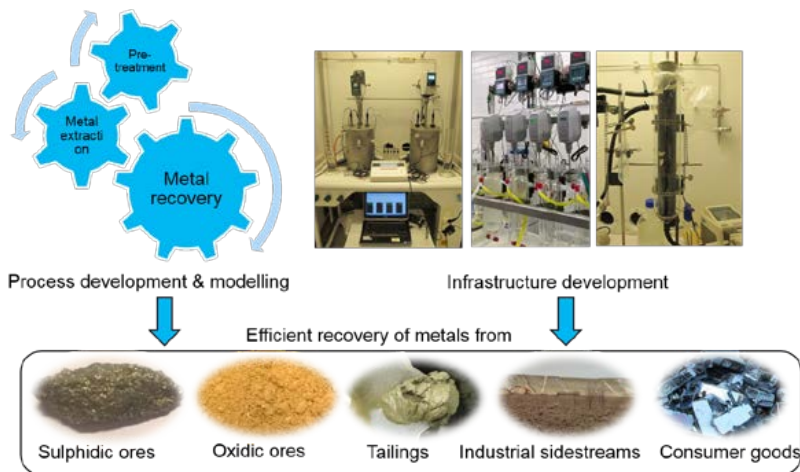 Pre-
treatment
Metal
extracti
on
Metal
recovery
Process development & modelling
Infrastructure development
Efficient recovery of metals from
Sulphidic ores
Oxidic ores
Tailings
Industrial sidestreams
Consumer goods